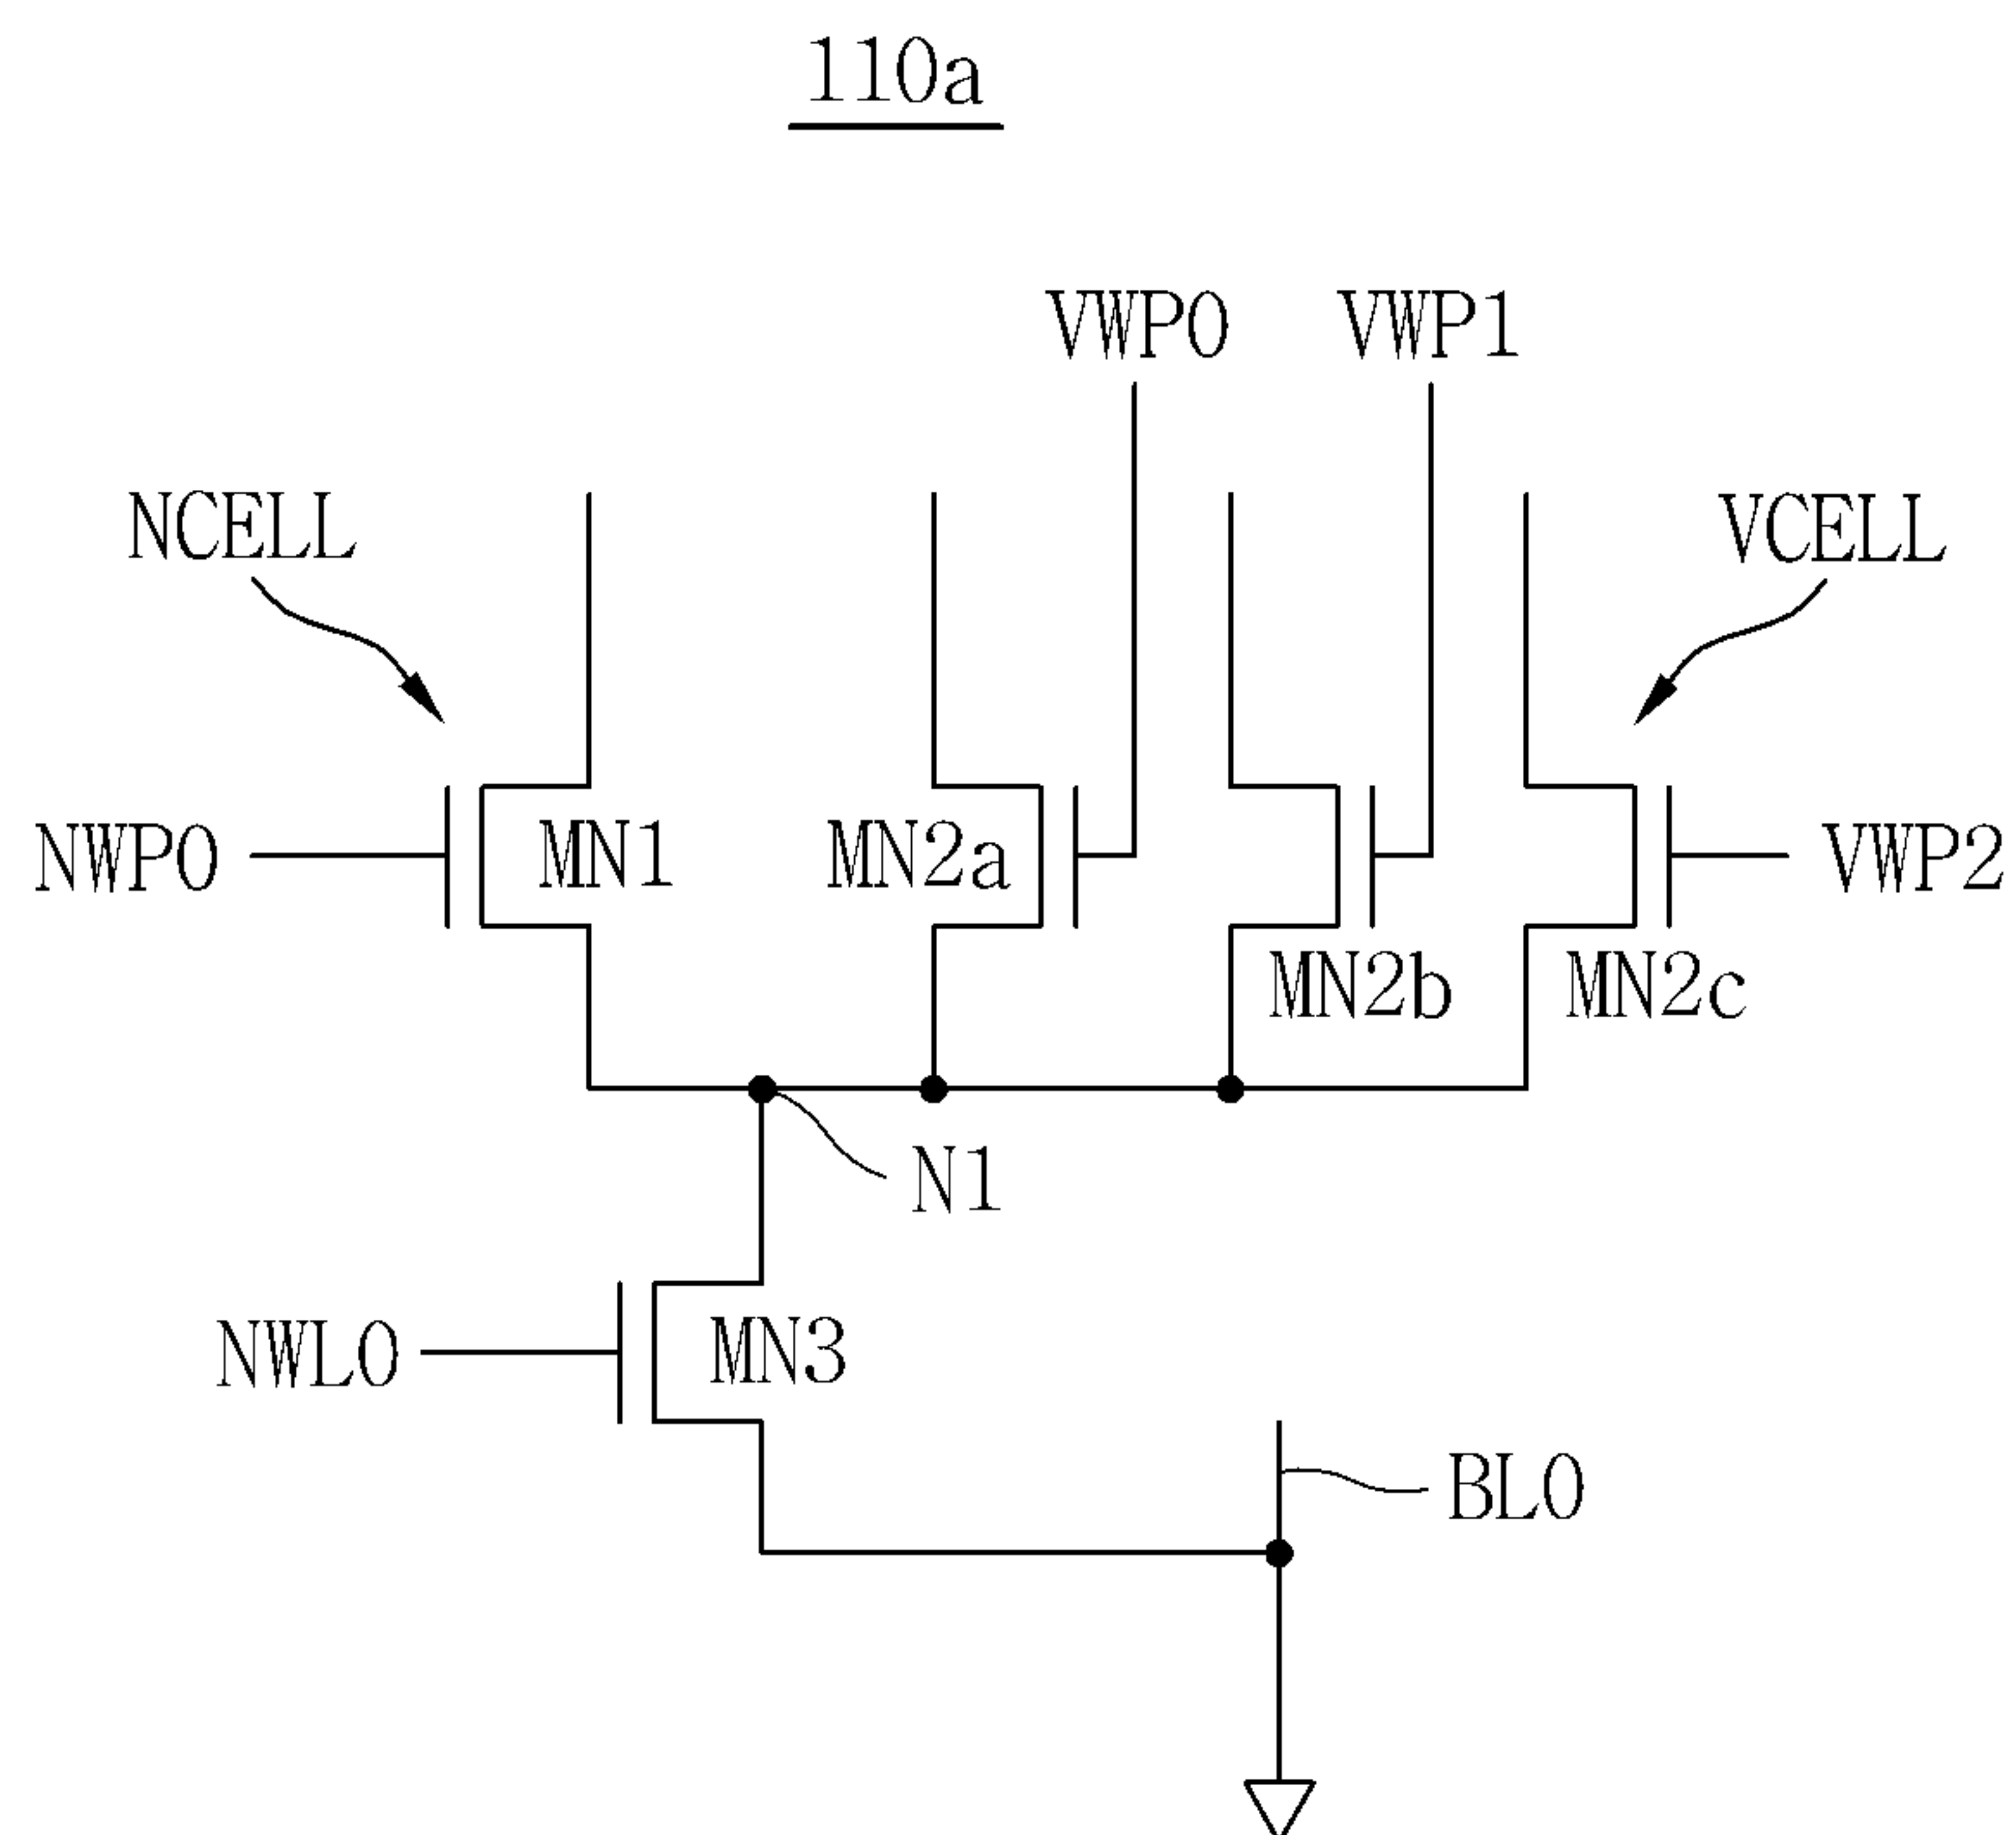 110a
VWP0 VWP1
NCELL VCELL
NWP0 MN1 MN2a VWP2
MN2b MN2c
N1
NWL0 MN3
BL0